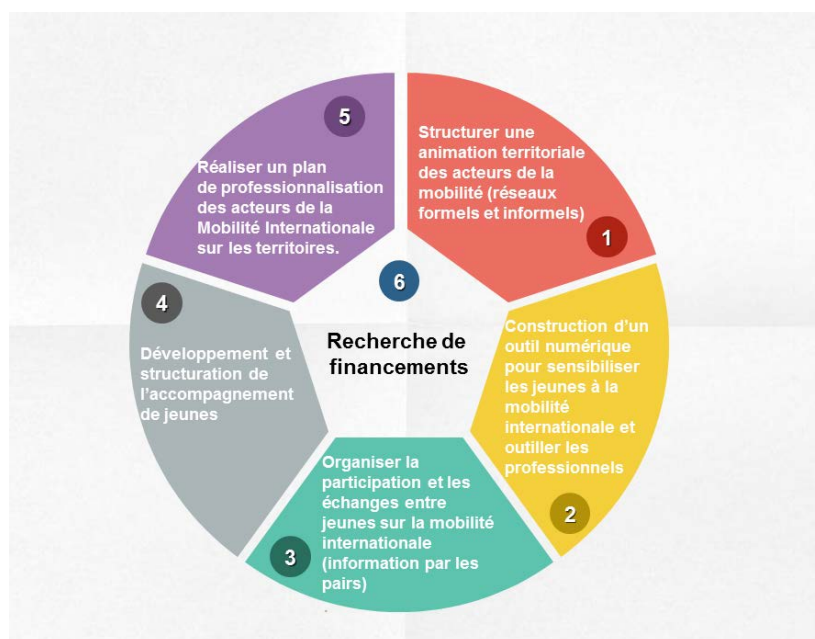 1
Structurer une
animation territoriale
des acteurs de la
mobilité (réseaux
formels et informels)
2
Construction d'un
outil numérique
pour sensibiliser
les jeunes à la
mobilité
internationale et
outiller les
professionnels
3
Organiser la
participation et les
échanges entre
jeunes sur la mobilité
internationale
(information par les
pairs)
4
Développement et
structuration de
l'accompagnement
de jeunes
5
Réaliser un plan
de professionnalisation
des acteurs de la
Mobilité Internationale
sur les territoires.
6
Recherche de
financements